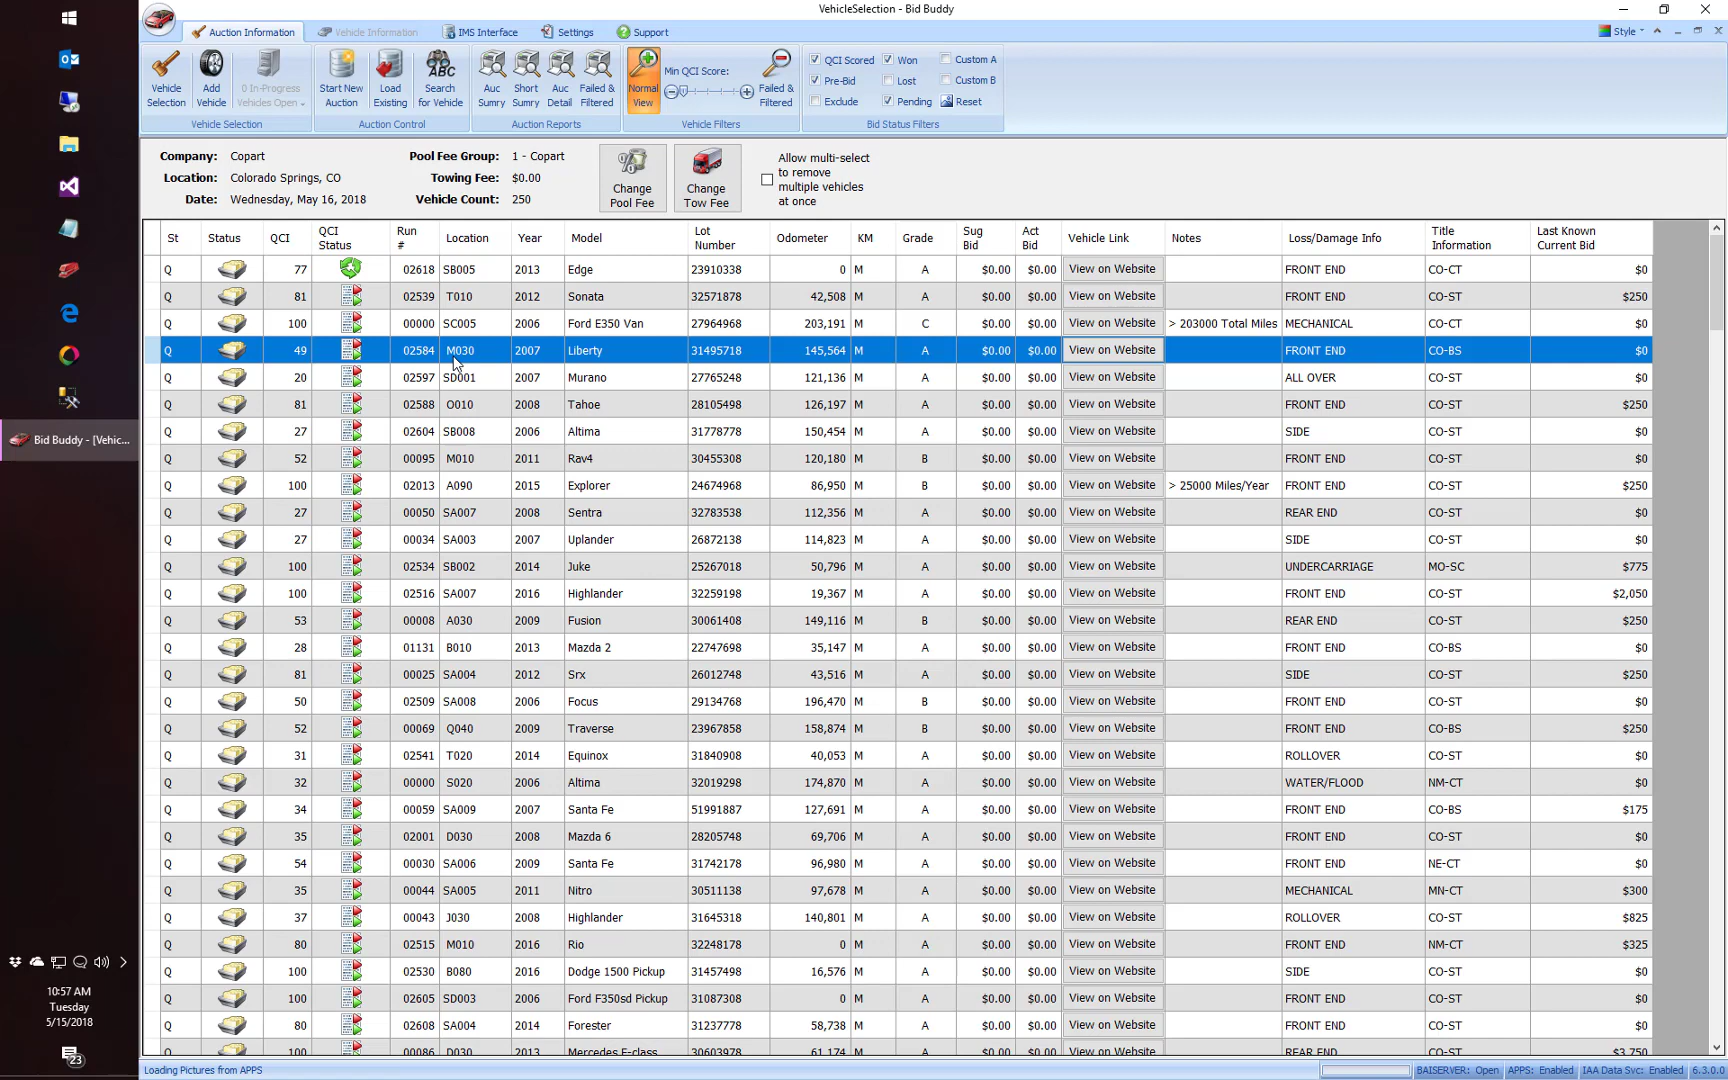 VehicleSelection - Bid Buddy
Auction Information Vehicle Information IMS Interface Settings Support Style
Vehicle Selection Add Vehicle 0 In-Progress Vehicles Open Start New Auction Load Existing Search for Vehicle Auc Sumry Short Sumry Auc Detail Failed & Filtered Normal View Min QCI Score: Failed & Filtered
ABC
QCI Scored Won Custom A
Pre-Bid Lost Custom B
Exclude Pending Reset
Vehicle Selection Auction Control Auction Reports Vehicle Filters Bid Status Filters
Company: Copart Pool Fee Group: 1 - Copart
Location: Colorado Springs, CO Towing Fee: $0.00
Date: Wednesday, May 16, 2018 Vehicle Count: 250
Change Pool Fee
Change Tow Fee
Allow multi-select
to remove
multiple vehicles
at once
St Status QCI QCI Status Run # Location Year Model Lot Number Odometer KM Grade Sug Bid Act Bid Vehicle Link Notes Loss/Damage Info Title Information Last Known Current Bid
Q 77 02618 SB005 2013 Edge 23910338 0 M A $0.00 $0.00 View on Website FRONT END CO-CT $0
Q 81 02539 T010 2012 Sonata 32571878 42,508 M A $0.00 $0.00 View on Website FRONT END CO-ST $250
Q 100 00000 SC005 2006 Ford E350 Van 27964968 203,191 M C $0.00 $0.00 View on Website > 203000 Total Miles MECHANICAL CO-CT $0
Q 49 02584 M030 2007 Liberty 31495718 145,564 M A $0.00 $0.00 View on Website FRONT END CO-BS $0
Q 20 02597 SD001 2007 Murano 27765248 121,136 M A $0.00 $0.00 View on Website ALL OVER CO-ST $0
Q 81 02588 O010 2008 Tahoe 28105498 126,197 M A $0.00 $0.00 View on Website FRONT END CO-ST $250
Q 27 02604 SB008 2006 Altima 31778778 150,454 M A $0.00 $0.00 View on Website SIDE CO-ST $0
Q 52 00095 M010 2011 Rav4 30455308 120,180 M B $0.00 $0.00 View on Website FRONT END CO-ST $0
Q 100 02013 A090 2015 Explorer 24674968 86,950 M B $0.00 $0.00 View on Website > 25000 Miles/Year FRONT END CO-ST $250
Q 27 00050 SA007 2008 Sentra 32783538 112,356 M A $0.00 $0.00 View on Website REAR END CO-ST $0
Q 27 00034 SA003 2007 Uplander 26872138 114,823 M A $0.00 $0.00 View on Website SIDE CO-ST $0
Q 100 02534 SB002 2014 Juke 25267018 50,796 M A $0.00 $0.00 View on Website UNDERCARRIAGE MO-SC $775
Q 100 02516 SA007 2016 Highlander 32259198 19,367 M A $0.00 $0.00 View on Website FRONT END CO-ST $2,050
Q 53 00008 A030 2009 Fusion 30061408 149,116 M B $0.00 $0.00 View on Website REAR END CO-ST $250
Q 28 01131 B010 2013 Mazda 2 22747698 35,147 M A $0.00 $0.00 View on Website FRONT END CO-BS $0
Q 81 00025 SA004 2012 Srx 26012748 43,516 M A $0.00 $0.00 View on Website SIDE CO-ST $250
Q 50 02509 SA008 2006 Focus 29134768 196,470 M B $0.00 $0.00 View on Website FRONT END CO-ST $0
Q 52 00069 Q040 2009 Traverse 23967858 158,874 M B $0.00 $0.00 View on Website FRONT END CO-BS $250
Q 31 02541 T020 2014 Equinox 31840908 40,053 M A $0.00 $0.00 View on Website ROLLOVER CO-ST $0
Q 32 00000 S020 2006 Altima 32019298 174,870 M A $0.00 $0.00 View on Website WATER/FLOOD NM-CT $0
Q 34 00059 SA009 2007 Santa Fe 51991887 127,691 M A $0.00 $0.00 View on Website FRONT END CO-BS $175
Q 35 02001 D030 2008 Mazda 6 28205748 69,706 M A $0.00 $0.00 View on Website FRONT END CO-ST $0
Q 54 00030 SA006 2009 Santa Fe 31742178 96,980 M A $0.00 $0.00 View on Website FRONT END NE-CT $0
Q 35 00044 SA005 2011 Nitro 30511138 97,678 M A $0.00 $0.00 View on Website MECHANICAL MN-CT $300
Q 37 00043 J030 2008 Highlander 31645318 140,801 M A $0.00 $0.00 View on Website ROLLOVER CO-ST $825
Q 80 02515 M010 2016 Rio 32248178 0 M A $0.00 $0.00 View on Website FRONT END NM-CT $325
Q 100 02530 B080 2016 Dodge 1500 Pickup 31457498 16,576 M A $0.00 $0.00 View on Website SIDE CO-ST $0
Q 100 02605 SD003 2006 Ford F350sd Pickup 31087308 0 M A $0.00 $0.00 View on Website FRONT END CO-ST $0
Q 80 02608 SA004 2014 Forester 31237778 58,738 M A $0.00 $0.00 View on Website FRONT END CO-ST $0
Q 100 00086 D030 2013 Mercedes E-class 30603978 61,174 M A $0.00 $0.00 View on Website REAR END CO-ST $3,750
Bid Buddy - [Vehic...
10:57 AM
Tuesday
5/15/2018
23
Loading Pictures from APPS BAISERVER: Open APPS: Enabled IAA Data Svc: Enabled 6.3.0.0